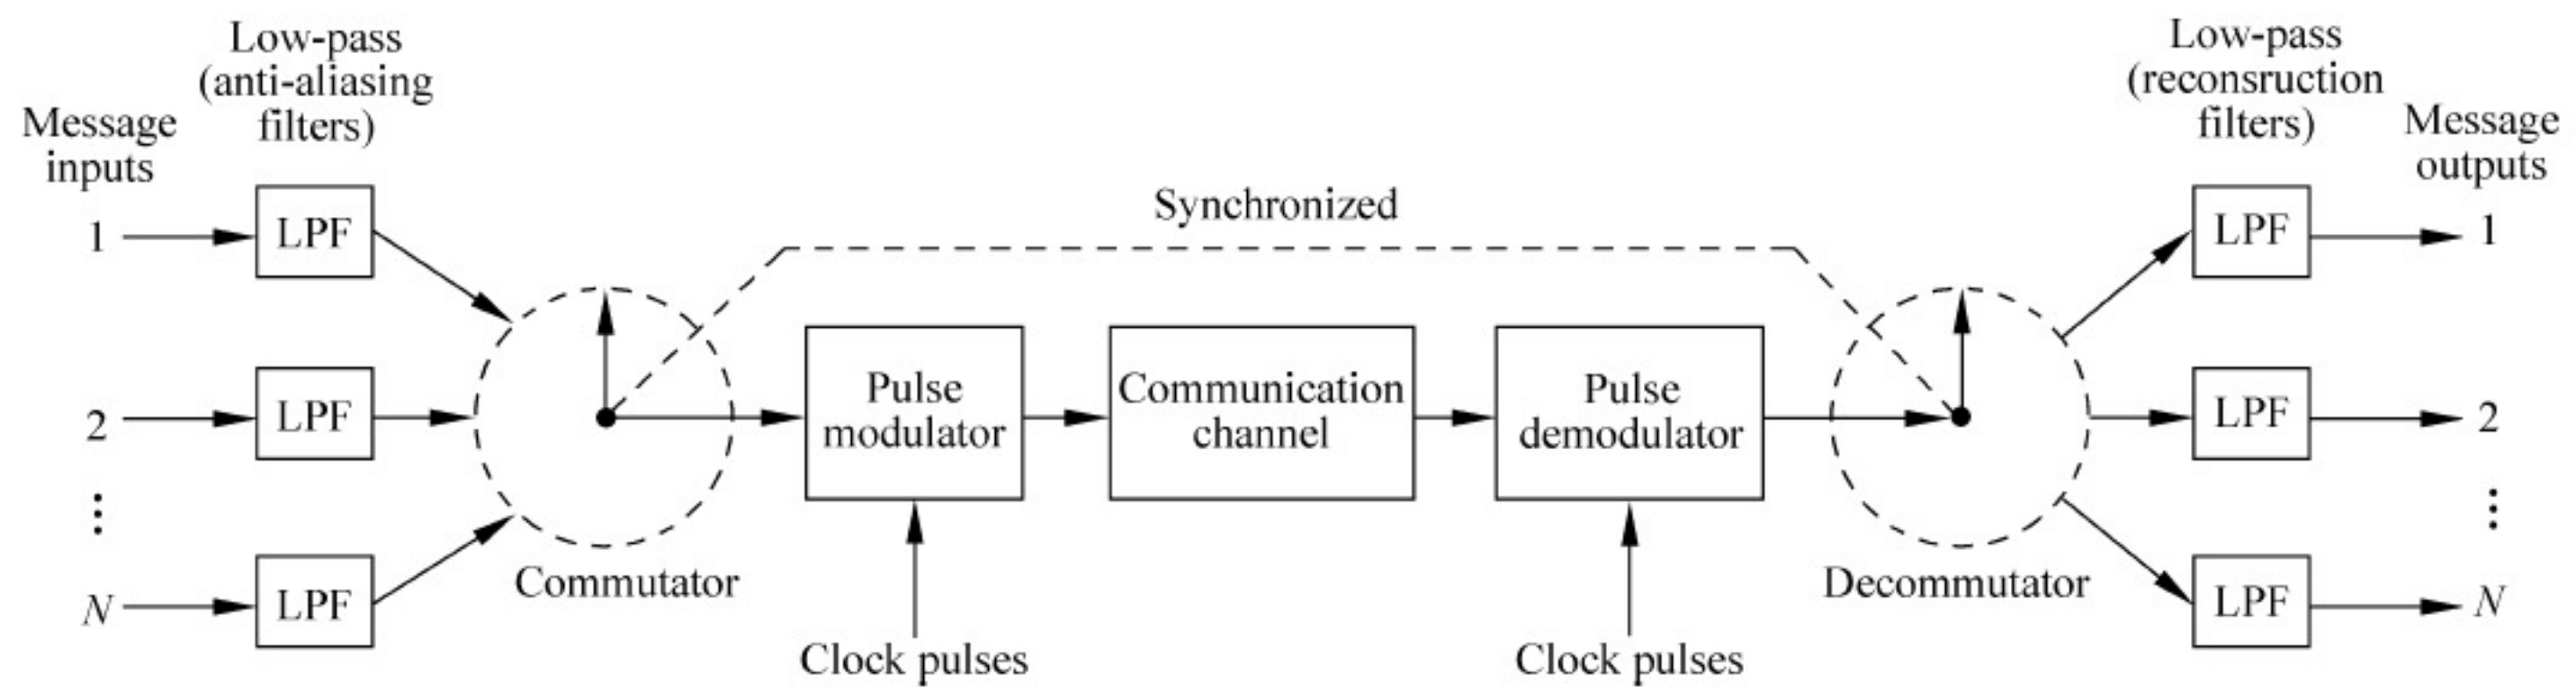 Low-pass
(anti-aliasing
filters)
Message
inputs
1
LPF
2
LPF
N
LPF
Commutator
Synchronized
Pulse
modulator
Clock pulses
Communication
channel
Pulse
demodulator
Clock pulses
Decommutator
Low-pass
(reconsruction
filters)
Message
outputs
LPF
1
LPF
2
LPF
N